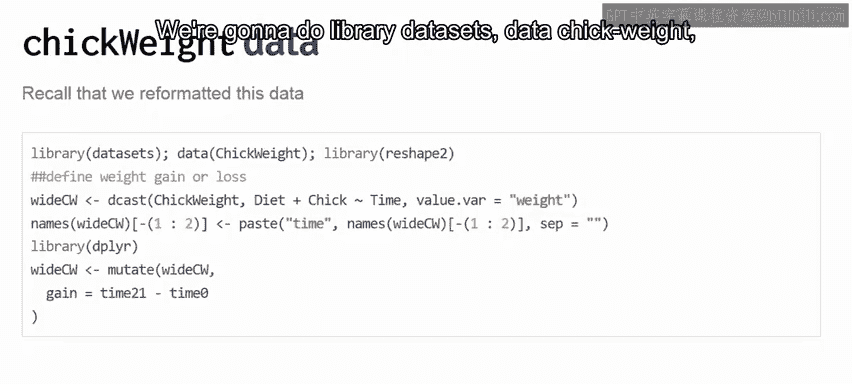 We're gonna do library datasets, data chick-weight,
chickWeight data
Recall that we reformatted this data
library(datasets); data(ChickWeight); library(reshape2)
##define weight gain or loss
wideCW <- dcast(ChickWeight, Diet + Chick ~ Time, value.var = "weight")
names(wideCW)[-(1 : 2)] <- paste("time", names(wideCW)[-(1 : 2)], sep = "")
library(dplyr)
wideCW <- mutate(wideCW,
gain = time21 - time0
)